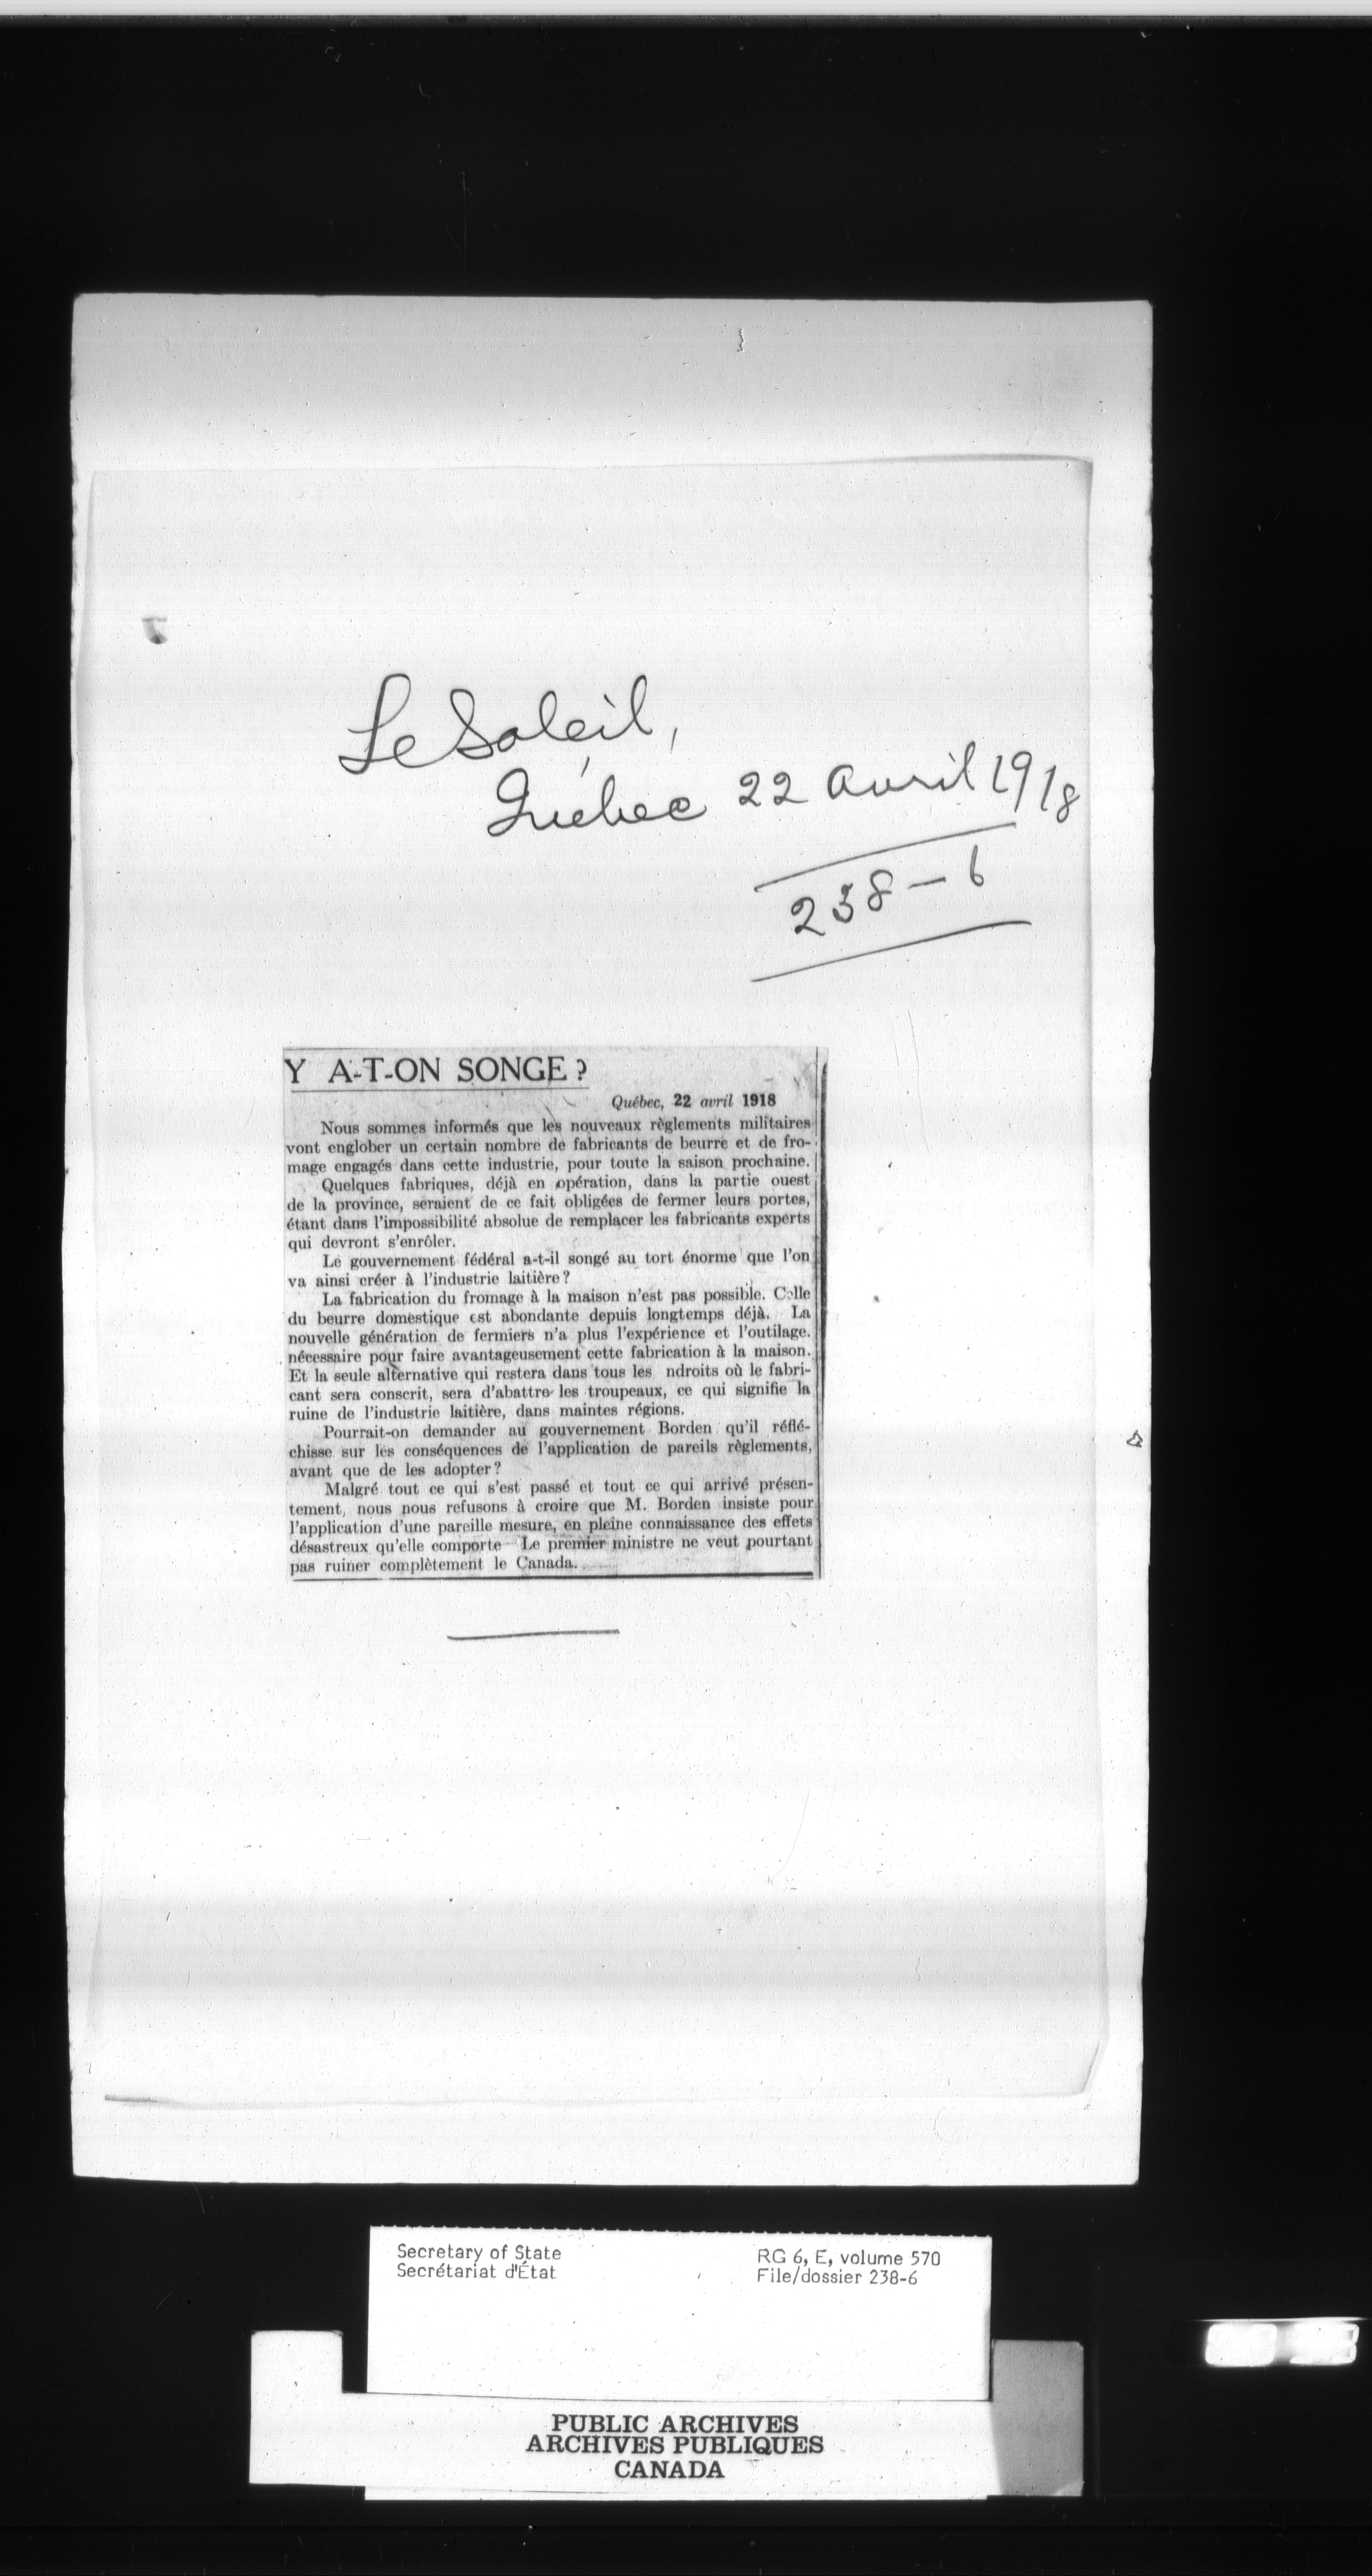 Le Soleil,
Québec 22 avril 1918
238-6
Y A-T-ON SONGE?
Québec, 22 avril 1918
Nous sommes informés que les nouveaux règlements militaires
vont englober un certain nombre de fabricants de beurre et de fro-
mage engagés dans cette industrie, pour toute la saison prochaine.
Quelques fabriques, déjà en opération, dans la partie ouest
de la province, seraient de ce fait obligées de fermer leurs portes,
étant dans l'impossibilité absolue de remplacer les fabricants experts
qui devront s'enrôler.
Le gouvernement fédéral a-t-il songé au tort énorme que l'on
va ainsi créer à l'industrie laitière?
La fabrication du fromage à la maison n'est pas possible. Celle
du beurre domestique est abondante depuis longtemps déjà. La
nouvelle génération de fermiers n'a plus l'expérience et l'outilage.
nécessaire pour faire avantageusement cette fabrication à la maison.
Et la seule alternative qui restera dans tous les ndroits où le fabri-
cant sera conscrit, sera d'abattre les troupeaux, ce qui signifie la
ruine de l'industrie laitière, dans maintes régions.
Pourrait-on demander au gouvernement Borden qu'il réflé-
chisse sur les conséquences de l'application de pareils règlements,
avant que de les adopter?
Malgré tout ce qui s'est passé et tout ce qui arrivé présen-
tement, nous nous refusons à croire que M. Borden insiste pour
l'application d'une pareille mesure, en pleine connaissance des effets
désastreux qu'elle comporte Le premier ministre ne veut pourtant
pas ruiner complètement le Canada.
Secretary of State
Secrétariat d'État
RG 6, E, volume 570
File/dossier 238-6
PUBLIC ARCHIVES
ARCHIVES PUBLIQUES
CANADA